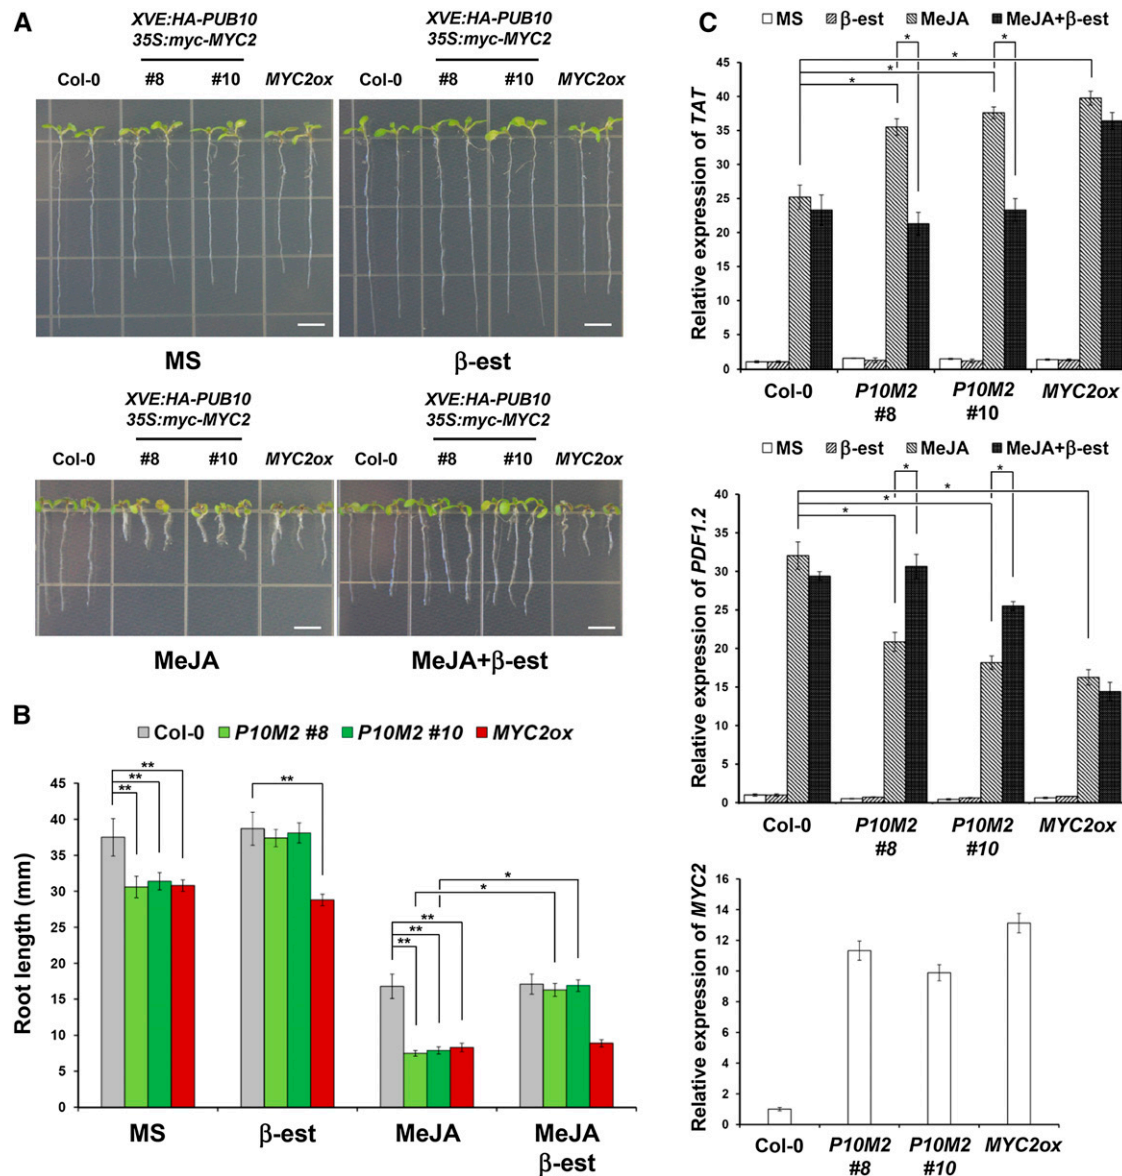 A
XVE:HA-PUB10
35S:myc-MYC2
Col-0 #8 #10 MYC2ox
XVE:HA-PUB10
35S:myc-MYC2
Col-0 #8 #10 MYC2ox
MS
β-est
XVE:HA-PUB10
35S:myc-MYC2
Col-0 #8 #10 MYC2ox
XVE:HA-PUB10
35S:myc-MYC2
Col-0 #8 #10 MYC2ox
MeJA
MeJA+β-est
B
Col-0 P10M2 #8 P10M2 #10 MYC2ox
Root length (mm)
45
40
35
30
25
20
15
10
5
0
** ** **
**
** ** **
* *
MS β-est MeJA MeJA
β-est
C
MS β-est MeJA MeJA+β-est
Relative expression of TAT
45
40
35
30
25
20
15
10
5
0
* * * * *
Col-0 P10M2 P10M2 MYC2ox
#8 #10
MS β-est MeJA MeJA+β-est
Relative expression of PDF1.2
40
35
30
25
20
15
10
5
0
* * * * *
Col-0 P10M2 P10M2 MYC2ox
#8 #10
Relative expression of MYC2
16
14
12
10
8
6
4
2
0
Col-0 P10M2 P10M2 MYC2ox
#8 #10